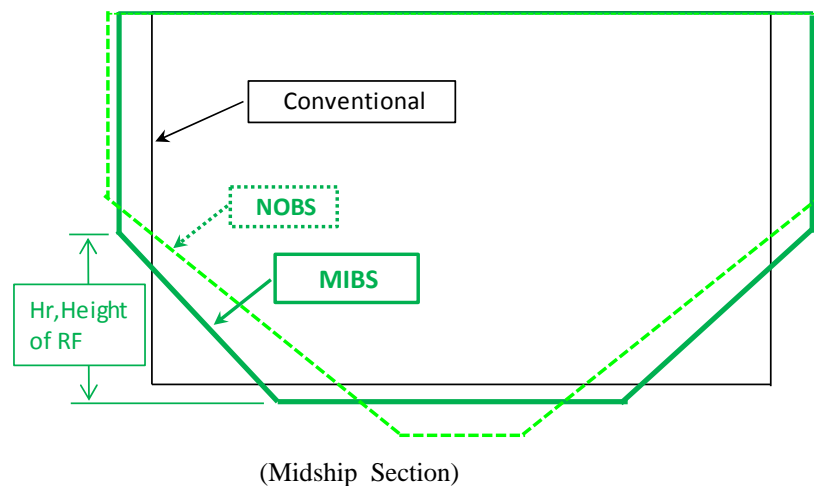 Conventional
NOBS
MIBS
Hr,Height
of RF
(Midship Section)